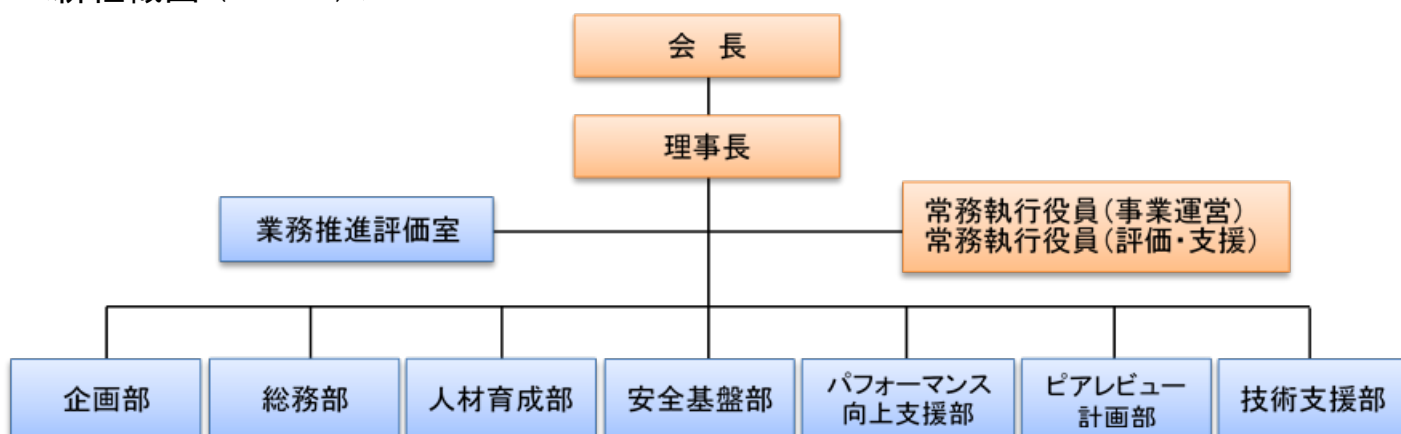 会 長
理事長
業務推進評価室
常務執行役員(事業運営)
常務執行役員(評価・支援)
企画部
総務部
人材育成部
安全基盤部
パフォーマンス
向上支援部
ピアレビュー
計画部
技術支援部